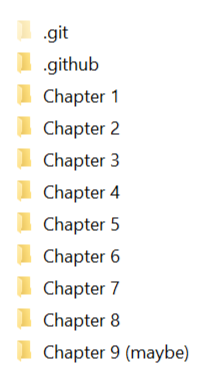 .git
.github
Chapter 1
Chapter 2
Chapter 3
Chapter 4
Chapter 5
Chapter 6
Chapter 7
Chapter 8
Chapter 9 (maybe)